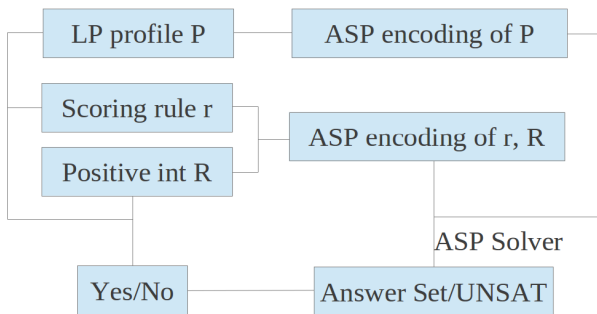 LP profile P
ASP encoding of P
Scoring rule r
ASP encoding of r, R
Positive int R
ASP Solver
Yes/No
Answer Set/UNSAT